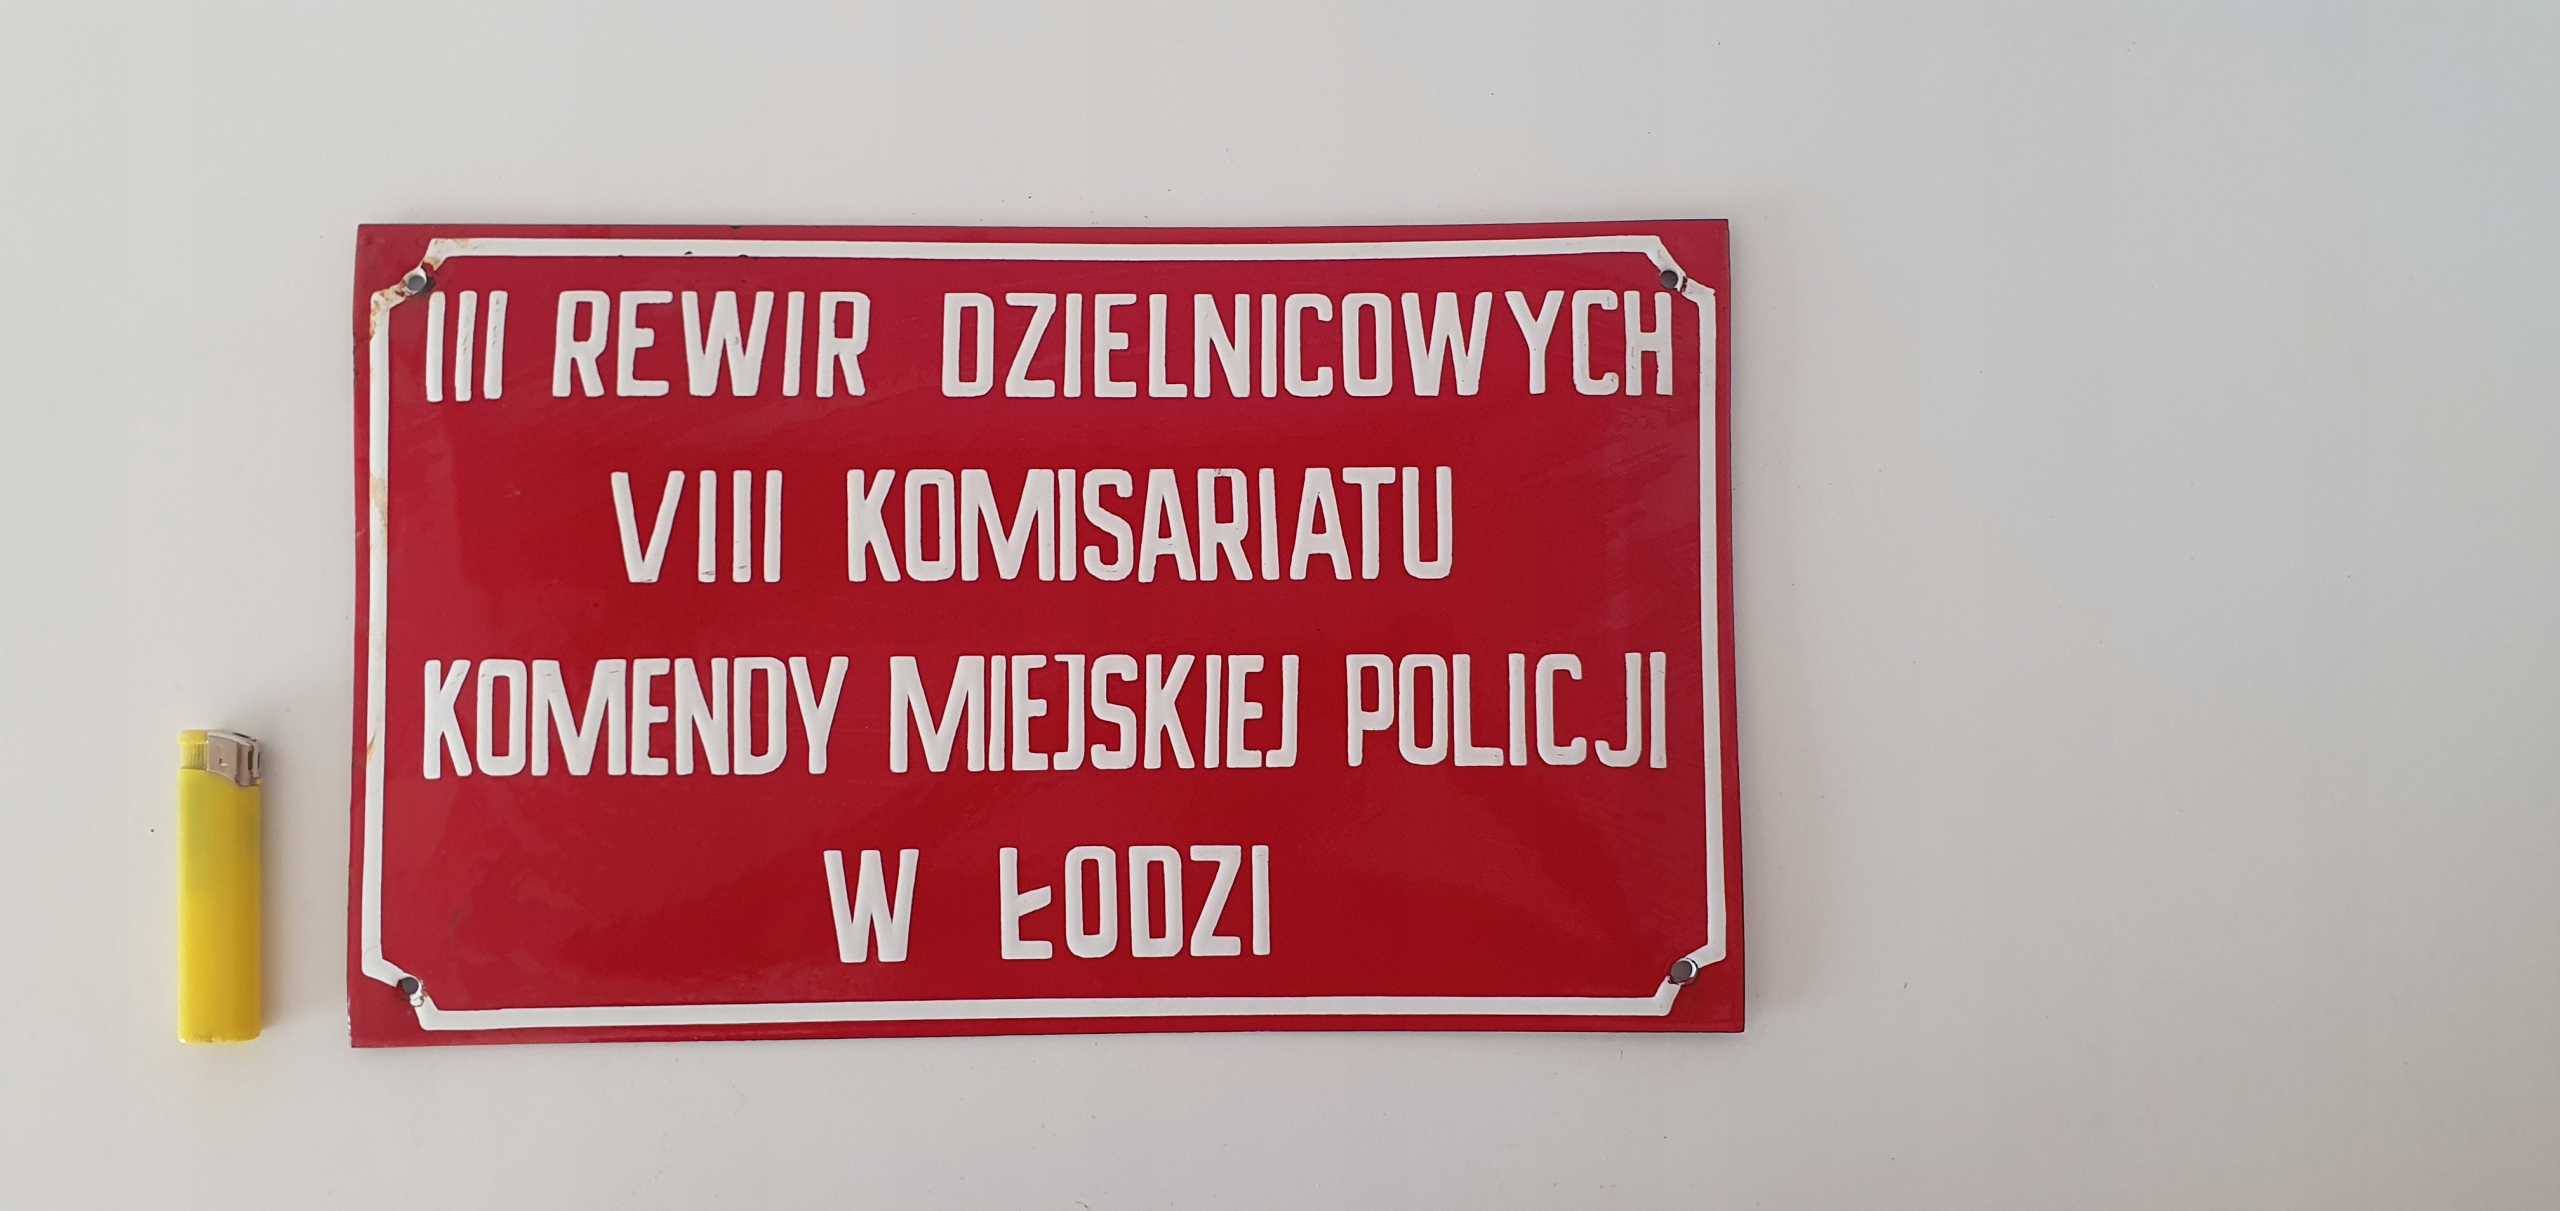 III REWIR DZIELNICOWYCH
VIII KOMISARIATU
KOMENDY MIEJSKIEJ POLICJI
W ŁODZI